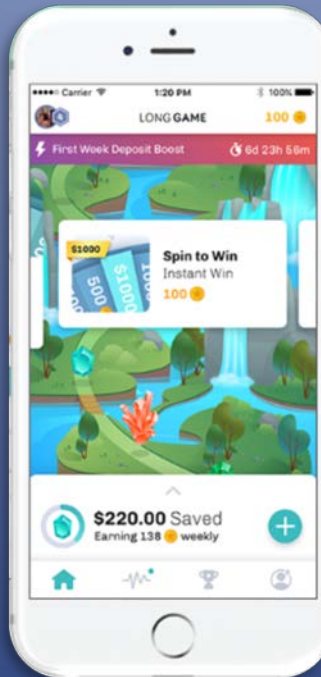 Carrier 1:20 PM 100%
LONG GAME 100
First Week Deposit Boost 6d 23h 56m
$1000
Spin to Win
Instant Win
100
500 $1000
$220.00 Saved
Earning 138 weekly